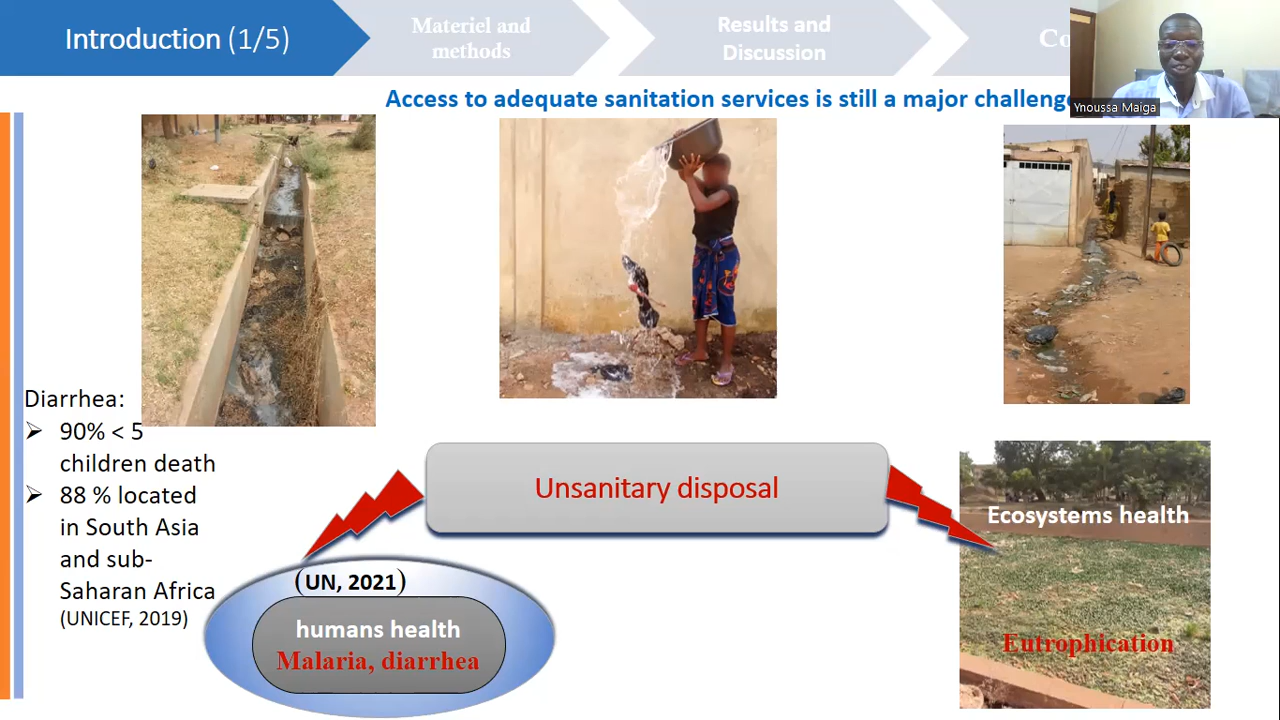 Introduction (1/5)
Materiel and
methods
Results and
Discussion
Co
Access to adequate sanitation services is still a major challenge
Ynoussa Maiga
Diarrhea:
➢ 90% < 5
children death
➢ 88 % located
in South Asia
and sub-
Saharan Africa
(UNICEF, 2019)
Unsanitary disposal
(UN, 2021)
humans health
Malaria, diarrhea
Ecosystems health
Eutrophication